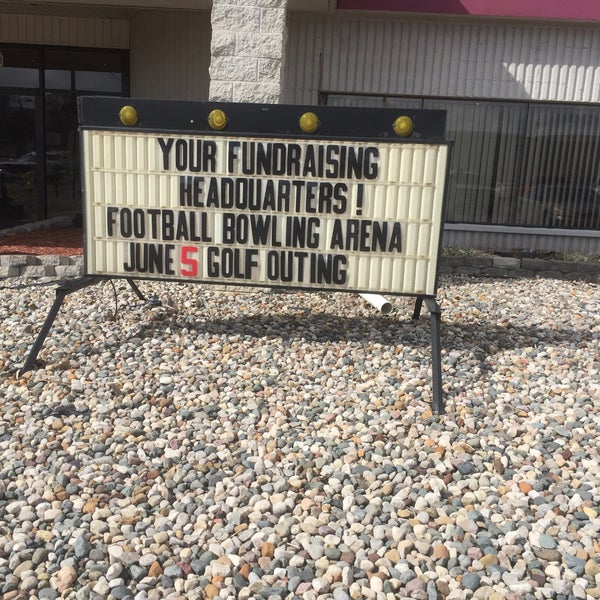 YOUR FUNDRAISING
HEADQUARTERS!
FOOTBALL BOWLING ARENA
JUNE 5 GOLF OUTING